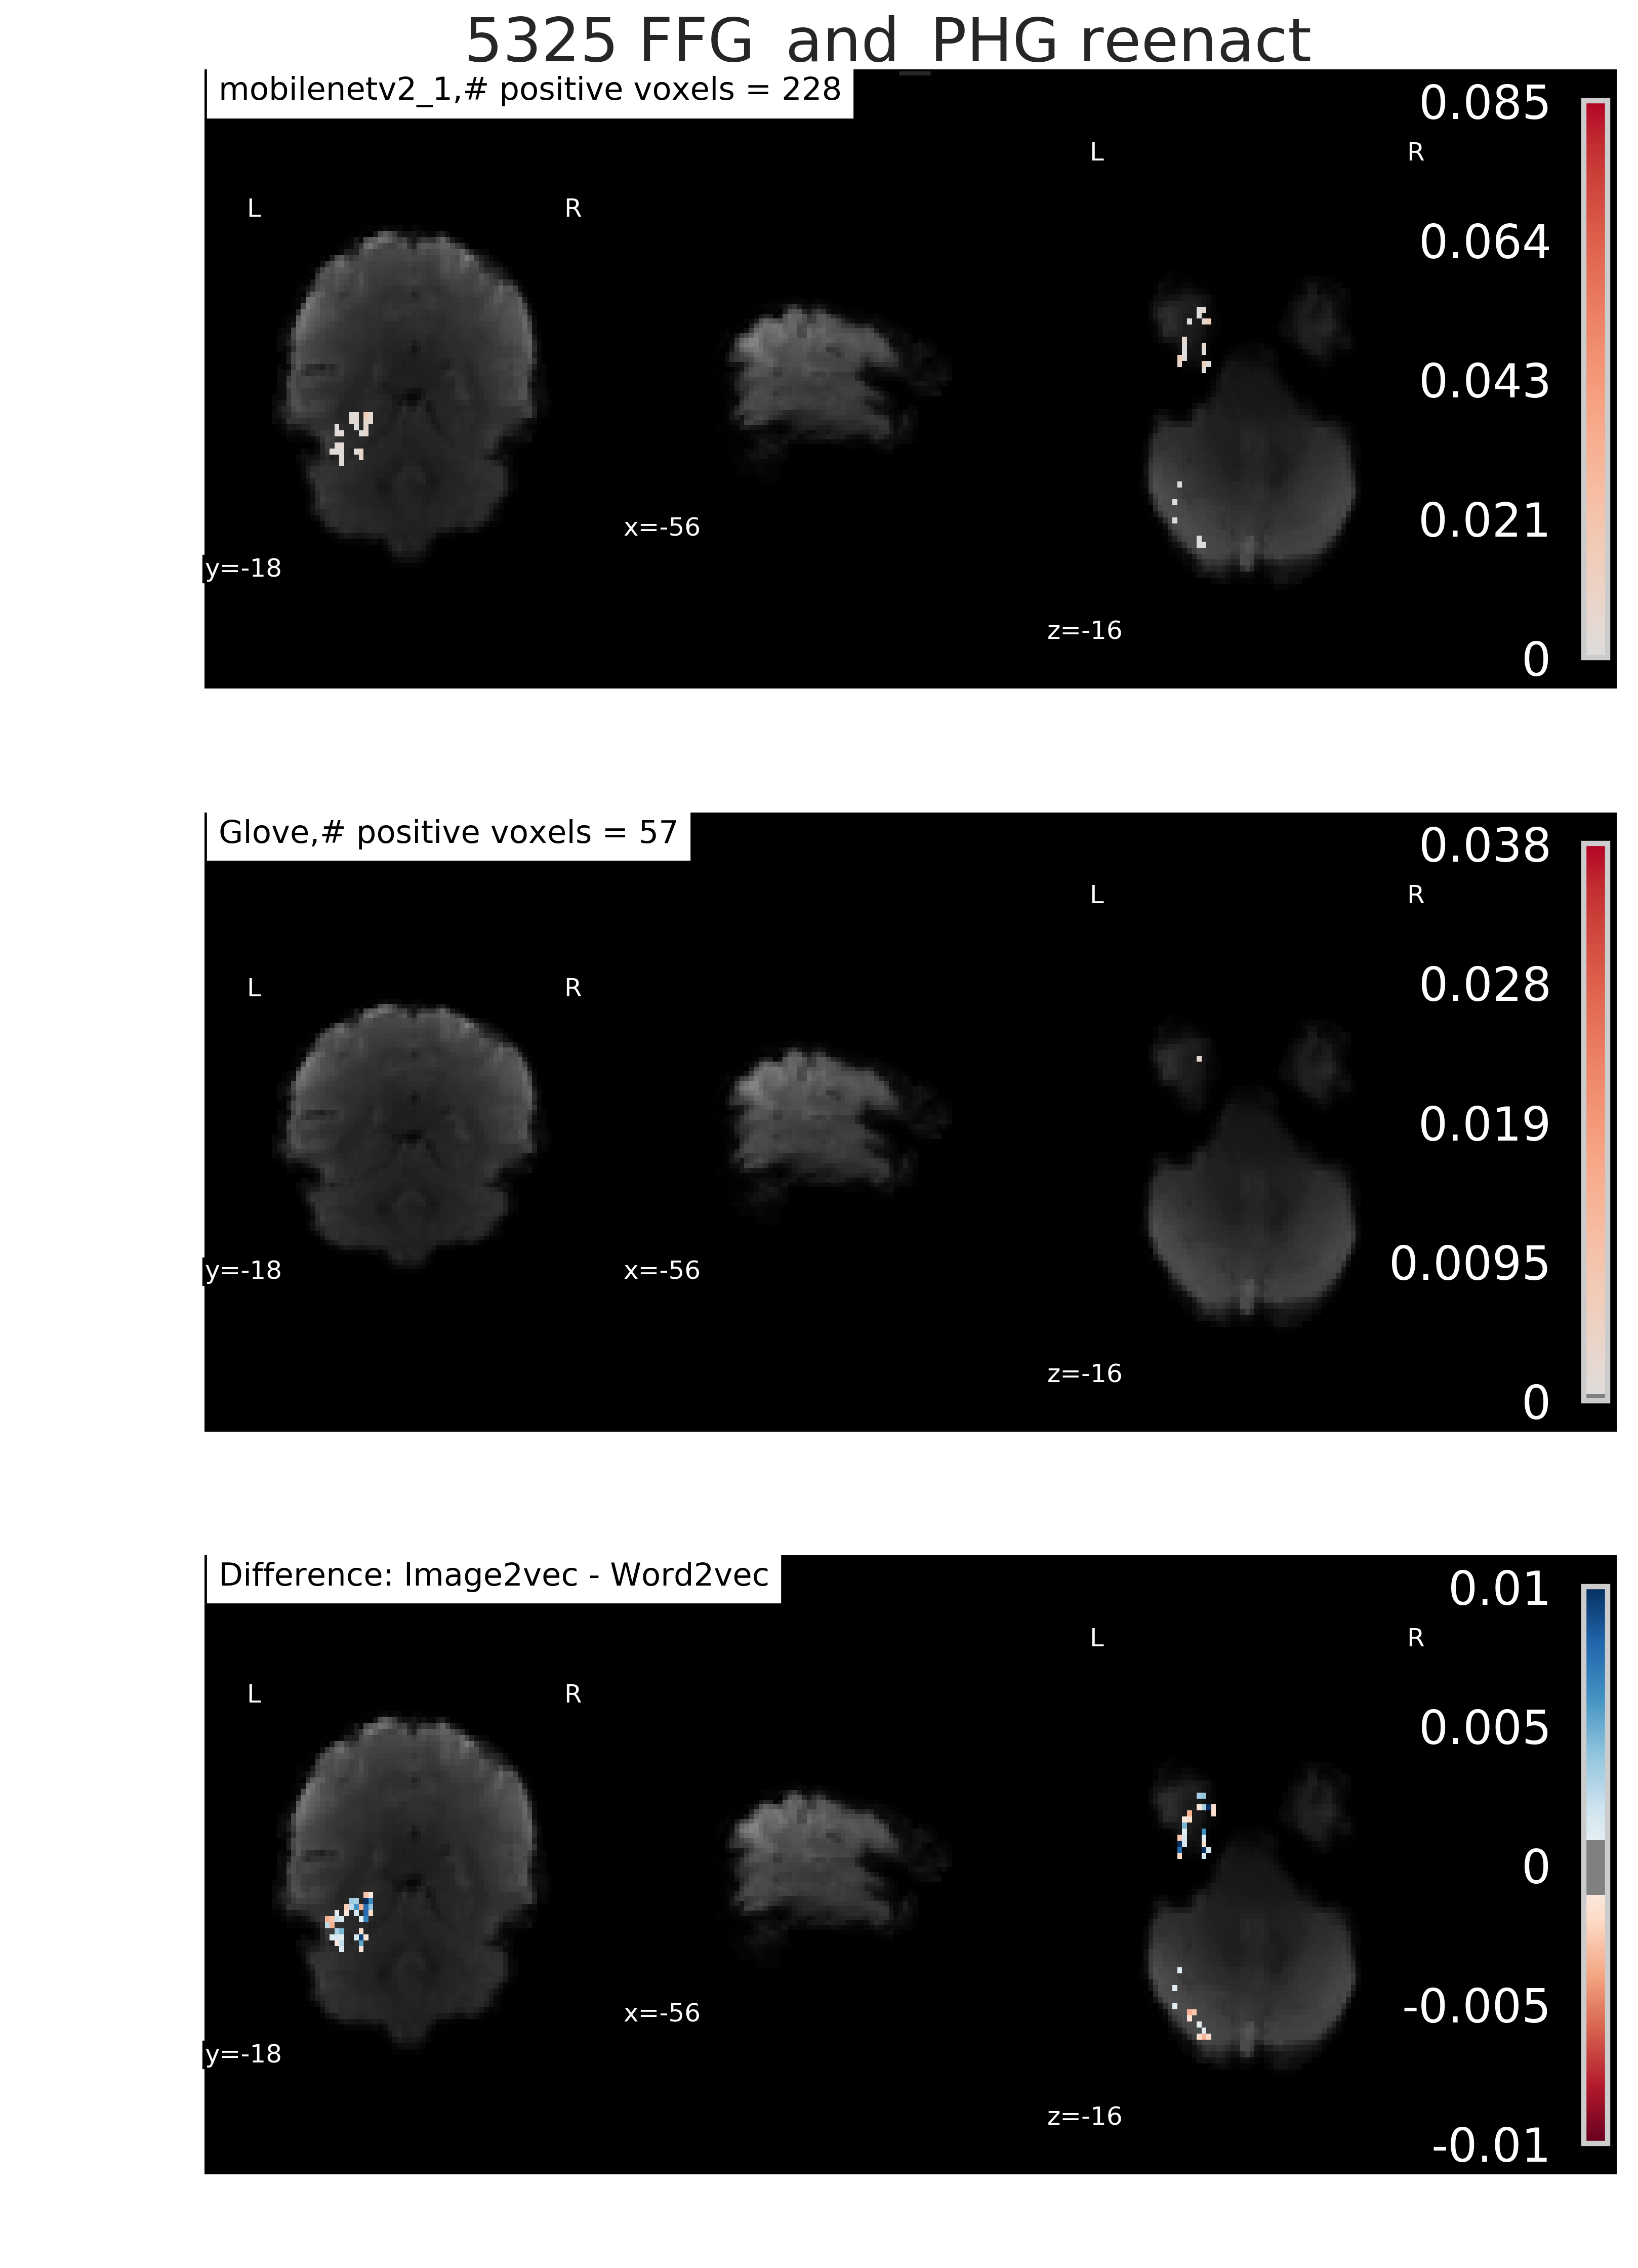 5325 FFG and PHG reenact
mobilenetv2_1,# positive voxels = 228
0.085
L R
L R
0.064
0.043
0.021
x=-56
y=-18
z=-16
0
Glove,# positive voxels = 57
0.038
L R
L R
0.028
0.019
0.0095
y=-18
x=-56
z=-16
0
Difference: Image2vec - Word2vec
0.01
L R
L R
0.005
0
-0.005
x=-56
y=-18
z=-16
-0.01